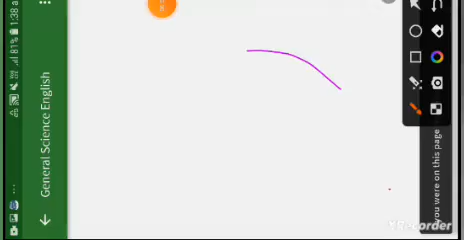 1:38 a
81%
General Science English
you were on this page
XRecorder